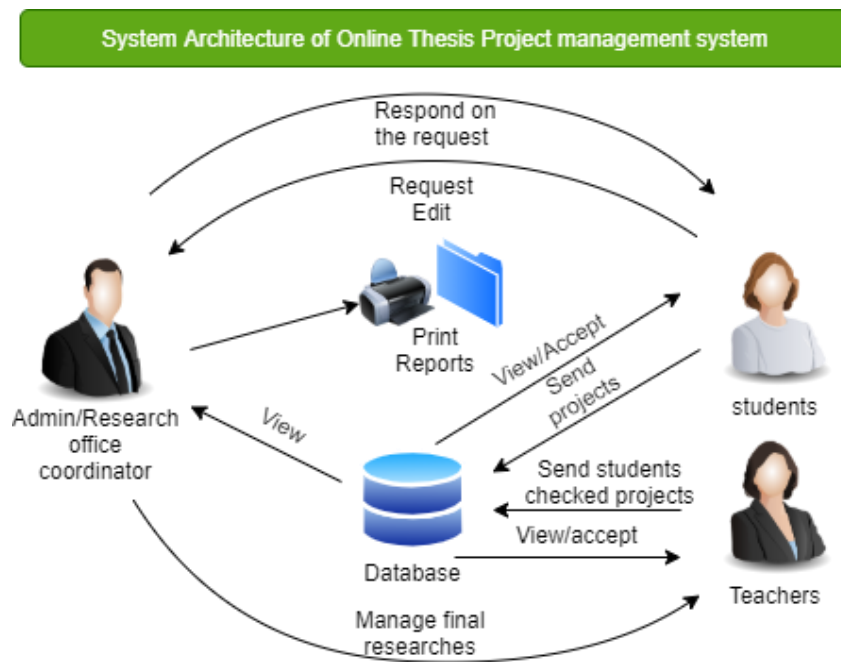 System Architecture of Online Thesis Project management system
Respond on
the request
Request
Edit
Print
Reports
View/Accept
Send
projects
students
Admin/Research
office
coordinator
View
Send students
checked projects
View/accept
Database
Teachers
Manage final
researches